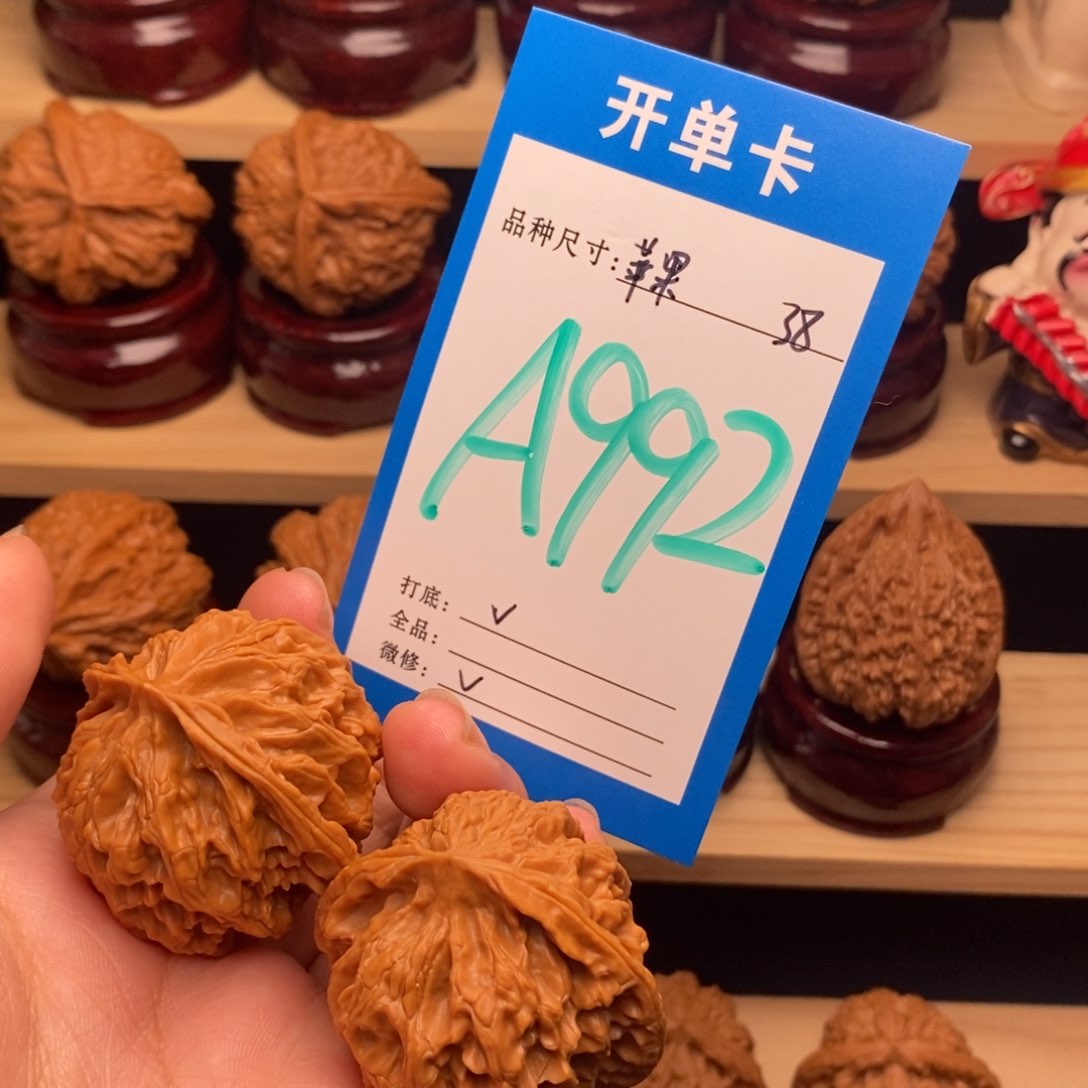 开单卡
品种尺寸:苹果 38
A992
打底: ✓
全品:
微修: ✓